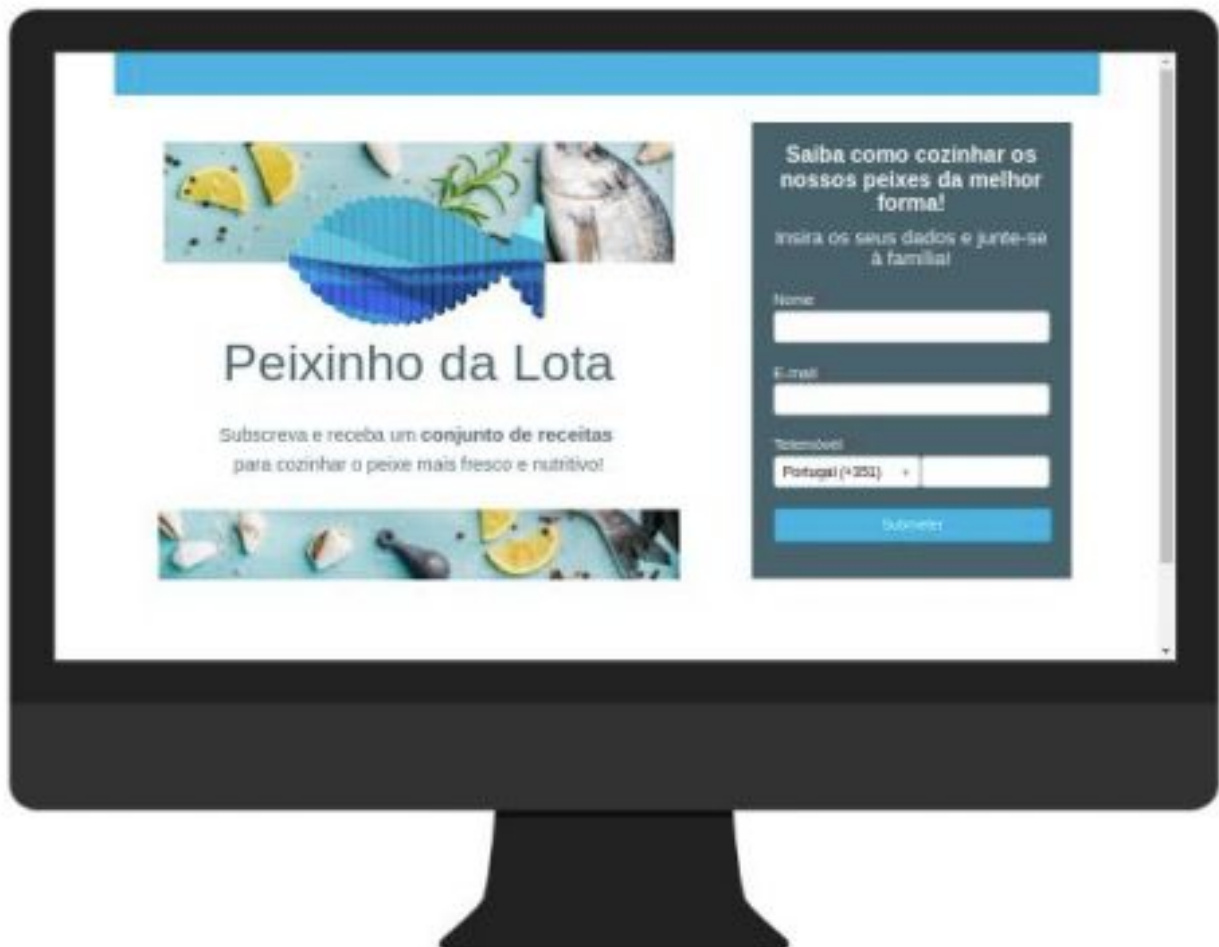 Peixinho da Lota
Subscreva e receba um conjunto de receitas
para cozinhar o peixe mais fresco e nutritivo!
Saiba como cozinhar os
nossos peixes da melhor
forma!
Insira os seus dados e junte-se
à família!
Nome
E-mail
Telemóvel
Portugal (+351)
Submeter